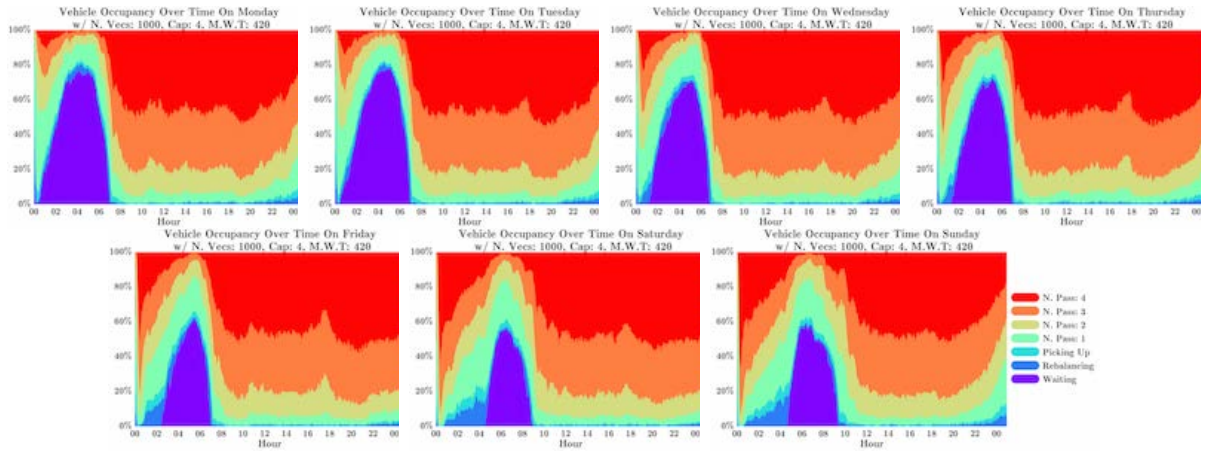 Vehicle Occupancy Over Time On Monday
w/ N. Vecs: 1000, Cap: 4, M.W.T: 420
100%
80%
60%
40%
20%
0%
00 02 04 06 08 10 12 14 16 18 20 22 00
Hour
Vehicle Occupancy Over Time On Tuesday
w/ N. Vecs: 1000, Cap: 4, M.W.T: 420
100%
80%
60%
40%
20%
0%
00 02 04 06 08 10 12 14 16 18 20 22 00
Hour
Vehicle Occupancy Over Time On Wednesday
w/ N. Vecs: 1000, Cap: 4, M.W.T: 420
100%
80%
60%
40%
20%
0%
00 02 04 06 08 10 12 14 16 18 20 22 00
Hour
Vehicle Occupancy Over Time On Thursday
w/ N. Vecs: 1000, Cap: 4, M.W.T: 420
100%
80%
60%
40%
20%
0%
00 02 04 06 08 10 12 14 16 18 20 22 00
Hour
Vehicle Occupancy Over Time On Friday
w/ N. Vecs: 1000, Cap: 4, M.W.T: 420
100%
80%
60%
40%
20%
0%
00 02 04 06 08 10 12 14 16 18 20 22 00
Hour
Vehicle Occupancy Over Time On Saturday
w/ N. Vecs: 1000, Cap: 4, M.W.T: 420
100%
80%
60%
40%
20%
0%
00 02 04 06 08 10 12 14 16 18 20 22 00
Hour
Vehicle Occupancy Over Time On Sunday
w/ N. Vecs: 1000, Cap: 4, M.W.T: 420
100%
80%
60%
40%
20%
0%
00 02 04 06 08 10 12 14 16 18 20 22 00
Hour
N. Pass: 4
N. Pass: 3
N. Pass: 2
N. Pass: 1
Picking Up
Rebalancing
Waiting